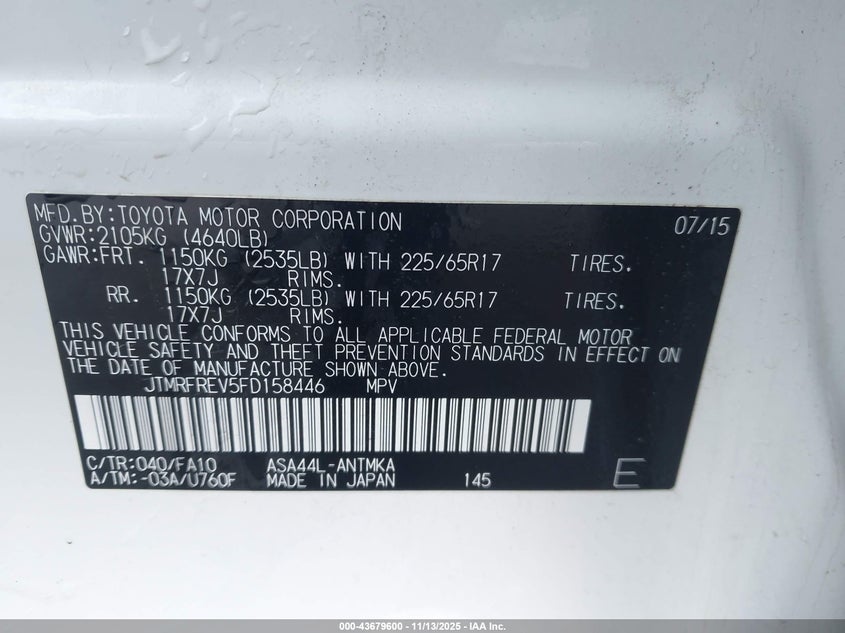 MFD.BY:TOYOTA MOTOR CORPORATION 07/15
GVWR:2105KG (4640LB)
GAWR:FRT. 1150KG (2535LB) WITH 225/65R17 TIRES.
17X7J RIMS.
RR. 1150KG (2535LB) WITH 225/65R17 TIRES.
17X7J RIMS.
THIS VEHICLE CONFORMS TO ALL APPLICABLE FEDERAL MOTOR
VEHICLE SAFETY AND THEFT PREVENTION STANDARDS IN EFFECT ON
THE DATE OF MANUFACTURE SHOWN ABOVE.
JTMRFREV5FD158446 MPV
C/TR:040/FA10 ASA44L-ANTMKA
A/TM:-03A/U760F MADE IN JAPAN 145 E
000-43679600 - 11/13/2025 - IAA Inc.